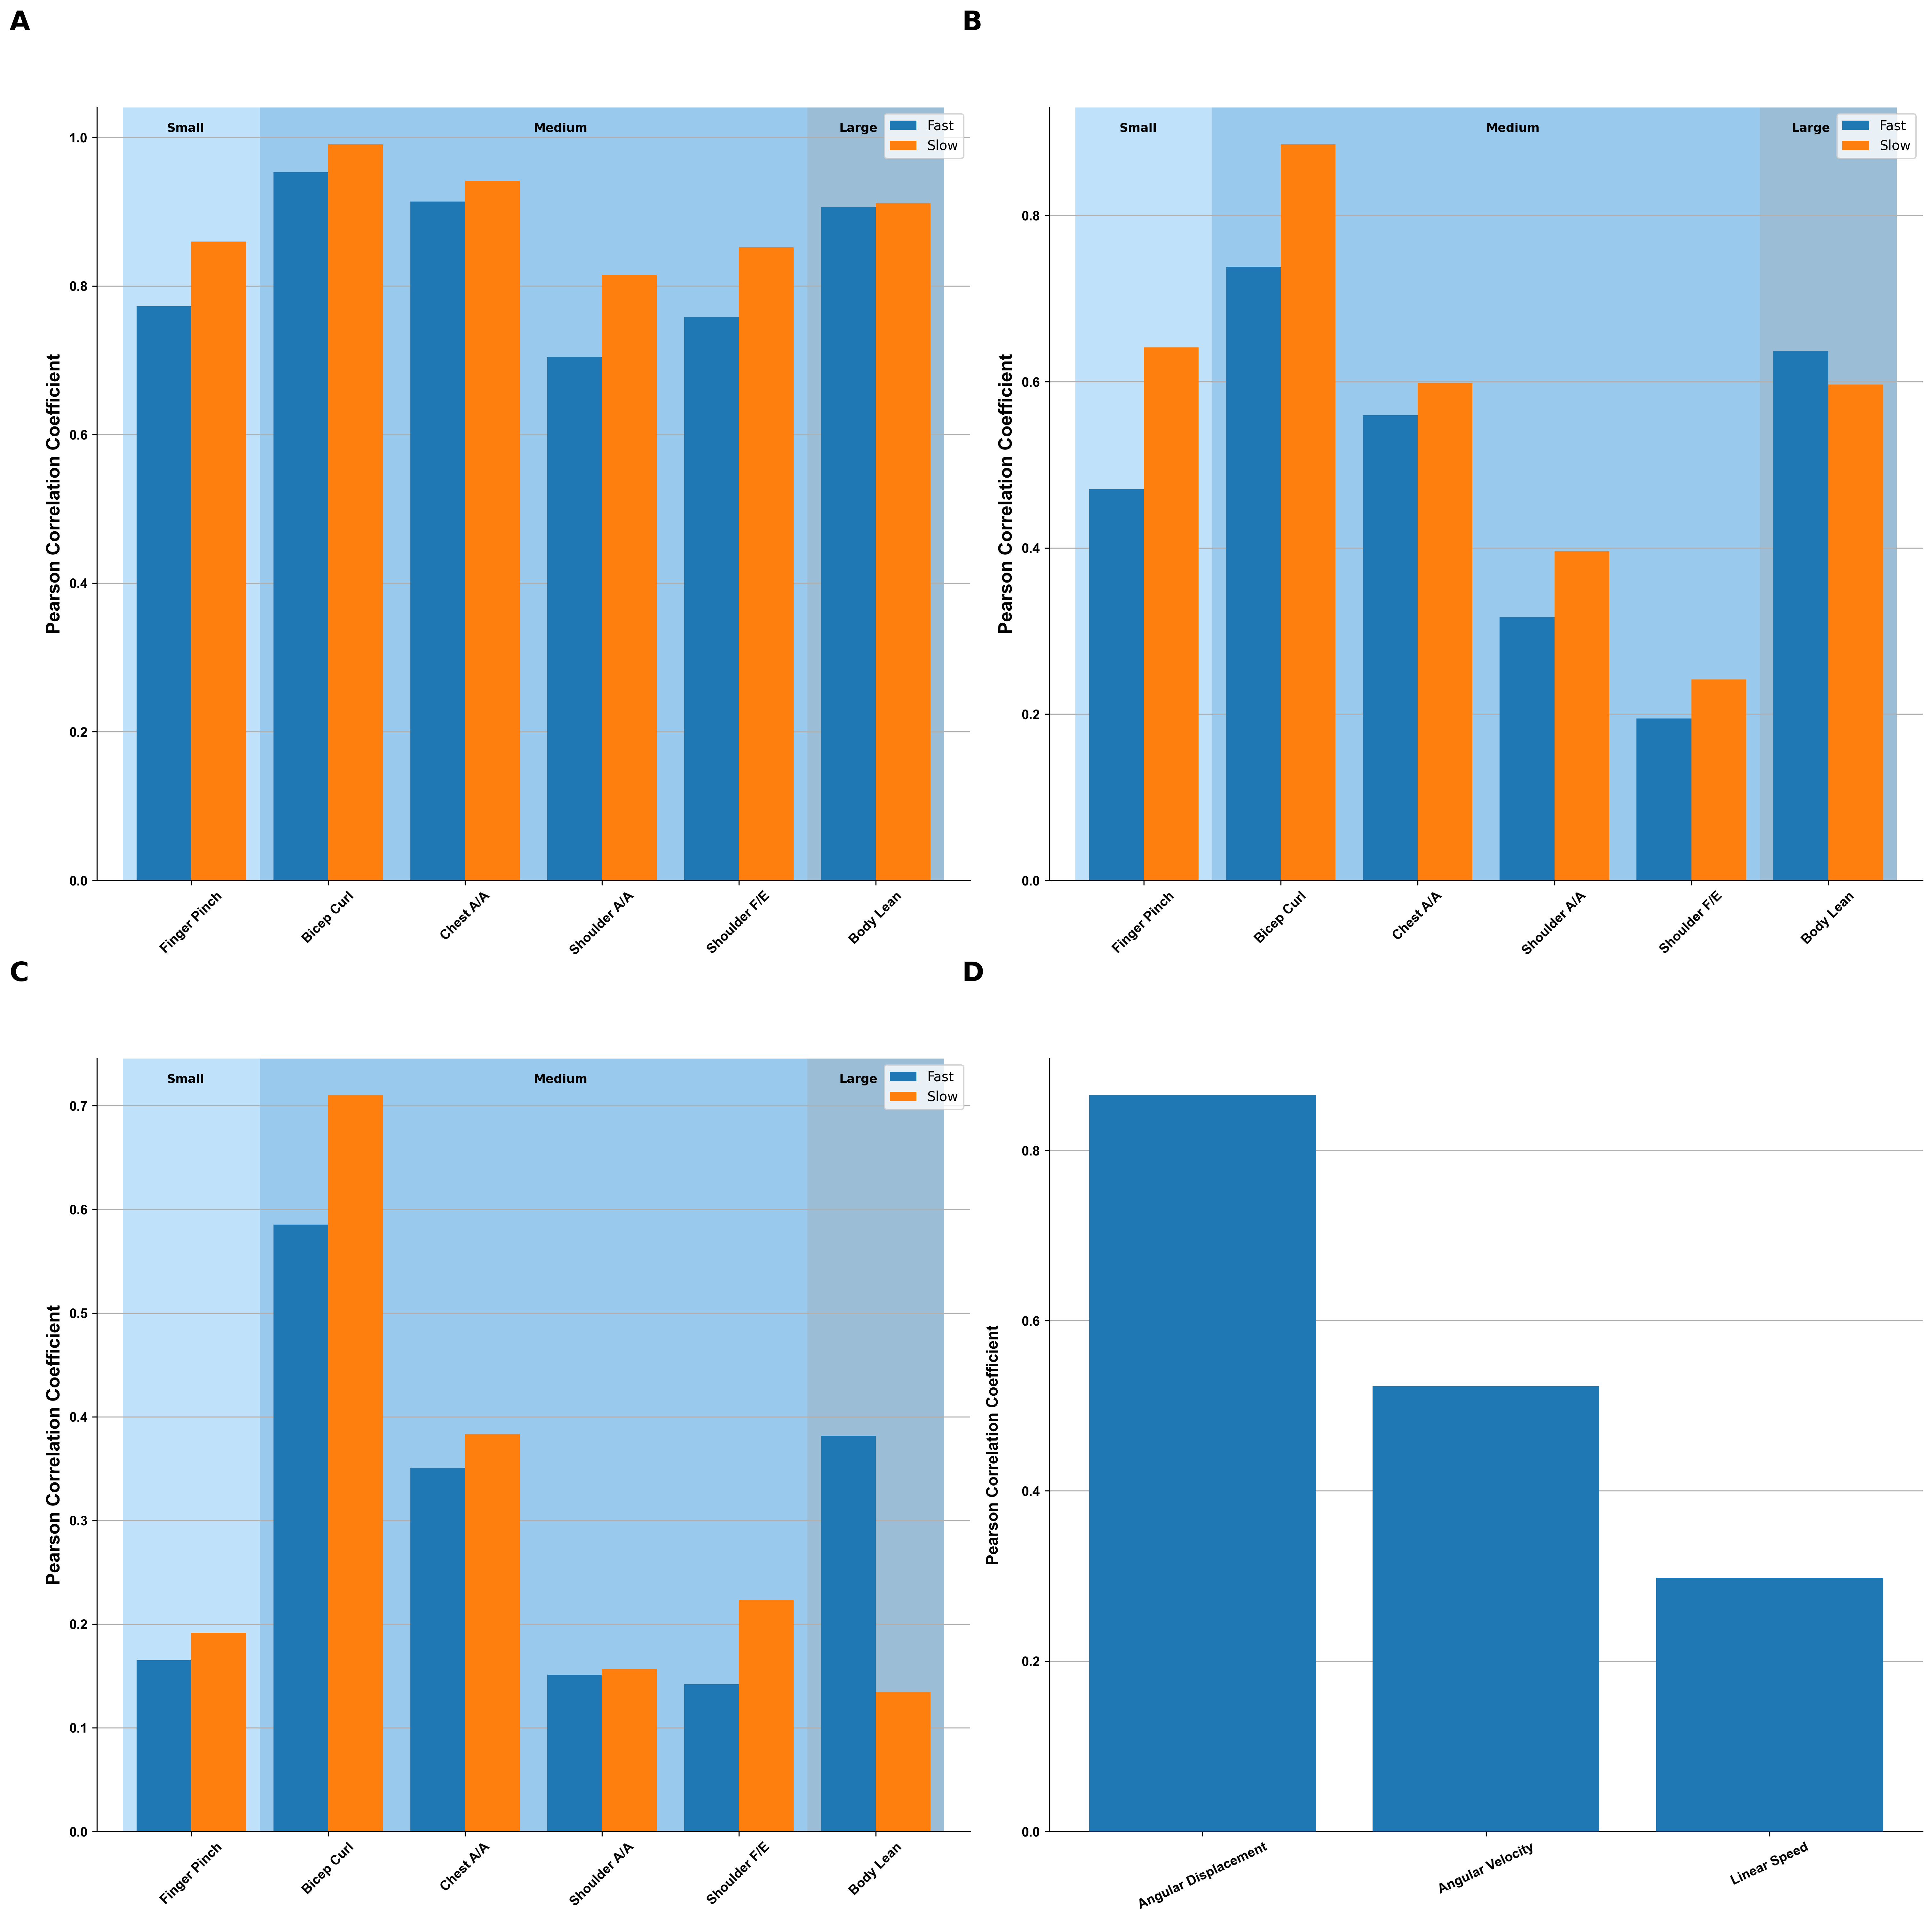 A
Small
Medium
Large
Fast
Slow
1.0
0.8
0.6
0.4
0.2
0.0
Pearson Correlation Coefficient
Finger Pinch
Bicep Curl
Chest A/A
Shoulder A/A
Shoulder F/E
Body Lean
B
Small
Medium
Large
Fast
Slow
0.8
0.6
0.4
0.2
0.0
Pearson Correlation Coefficient
Finger Pinch
Bicep Curl
Chest A/A
Shoulder A/A
Shoulder F/E
Body Lean
C
Small
Medium
Large
Fast
Slow
0.7
0.6
0.5
0.4
0.3
0.2
0.1
0.0
Pearson Correlation Coefficient
Finger Pinch
Bicep Curl
Chest A/A
Shoulder A/A
Shoulder F/E
Body Lean
D
0.8
0.6
0.4
0.2
0.0
Pearson Correlation Coefficient
Angular Displacement
Angular Velocity
Linear Speed